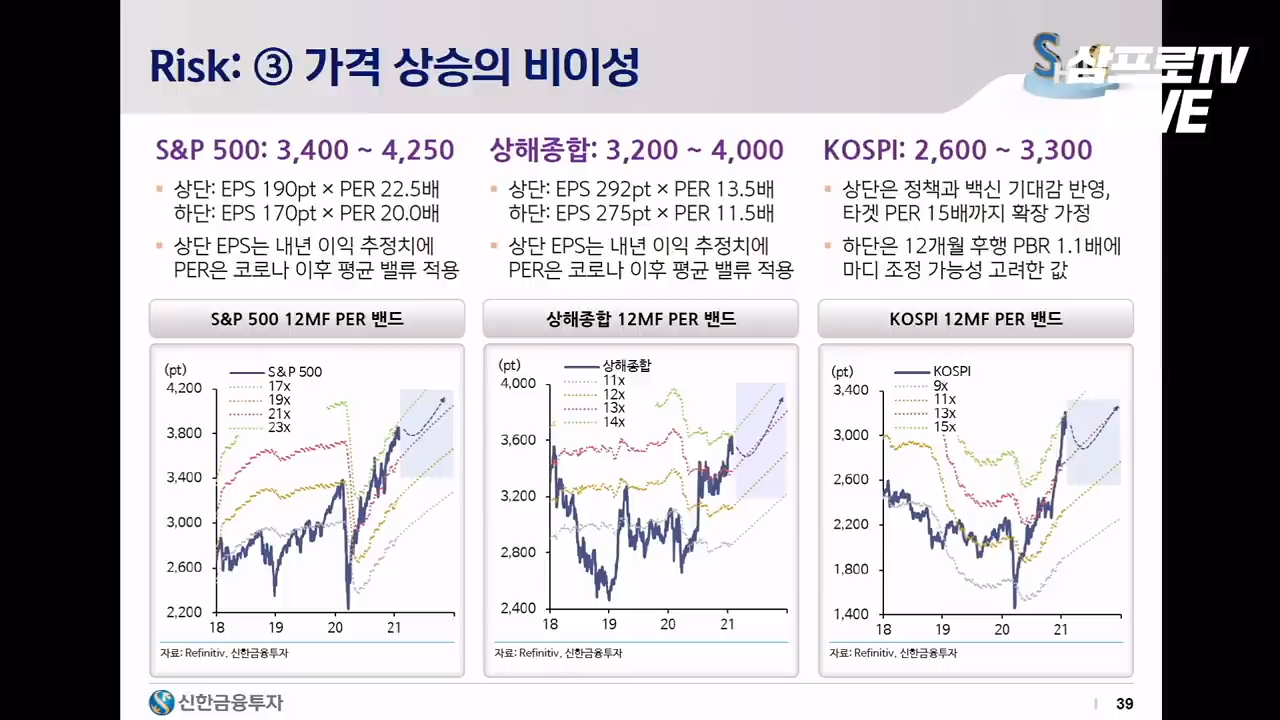 Risk: ③ 가격 상승의 비이성
삼프로TV
LIVE
S&P 500: 3,400 ~ 4,250
▪ 상단: EPS 190pt × PER 22.5배
하단: EPS 170pt × PER 20.0배
▪ 상단 EPS는 내년 이익 추정치에
PER은 코로나 이후 평균 밸류 적용
상해종합: 3,200 ~ 4,000
▪ 상단: EPS 292pt × PER 13.5배
하단: EPS 275pt × PER 11.5배
▪ 상단 EPS는 내년 이익 추정치에
PER은 코로나 이후 평균 밸류 적용
KOSPI: 2,600 ~ 3,300
▪ 상단은 정책과 백신 기대감 반영,
타겟 PER 15배까지 확장 가정
▪ 하단은 12개월 후행 PBR 1.1배에
마디 조정 가능성 고려한 값
S&P 500 12MF PER 밴드
(pt)
S&P 500
17x
19x
21x
23x
4,200
3,800
3,400
3,000
2,600
2,200
18 19 20 21
자료: Refinitiv, 신한금융투자
상해종합 12MF PER 밴드
(pt)
상해종합
11x
12x
13x
14x
4,000
3,600
3,200
2,800
2,400
18 19 20 21
자료: Refinitiv, 신한금융투자
KOSPI 12MF PER 밴드
(pt)
KOSPI
9x
11x
13x
15x
3,400
3,000
2,600
2,200
1,800
1,400
18 19 20 21
자료: Refinitiv, 신한금융투자
신한금융투자
39